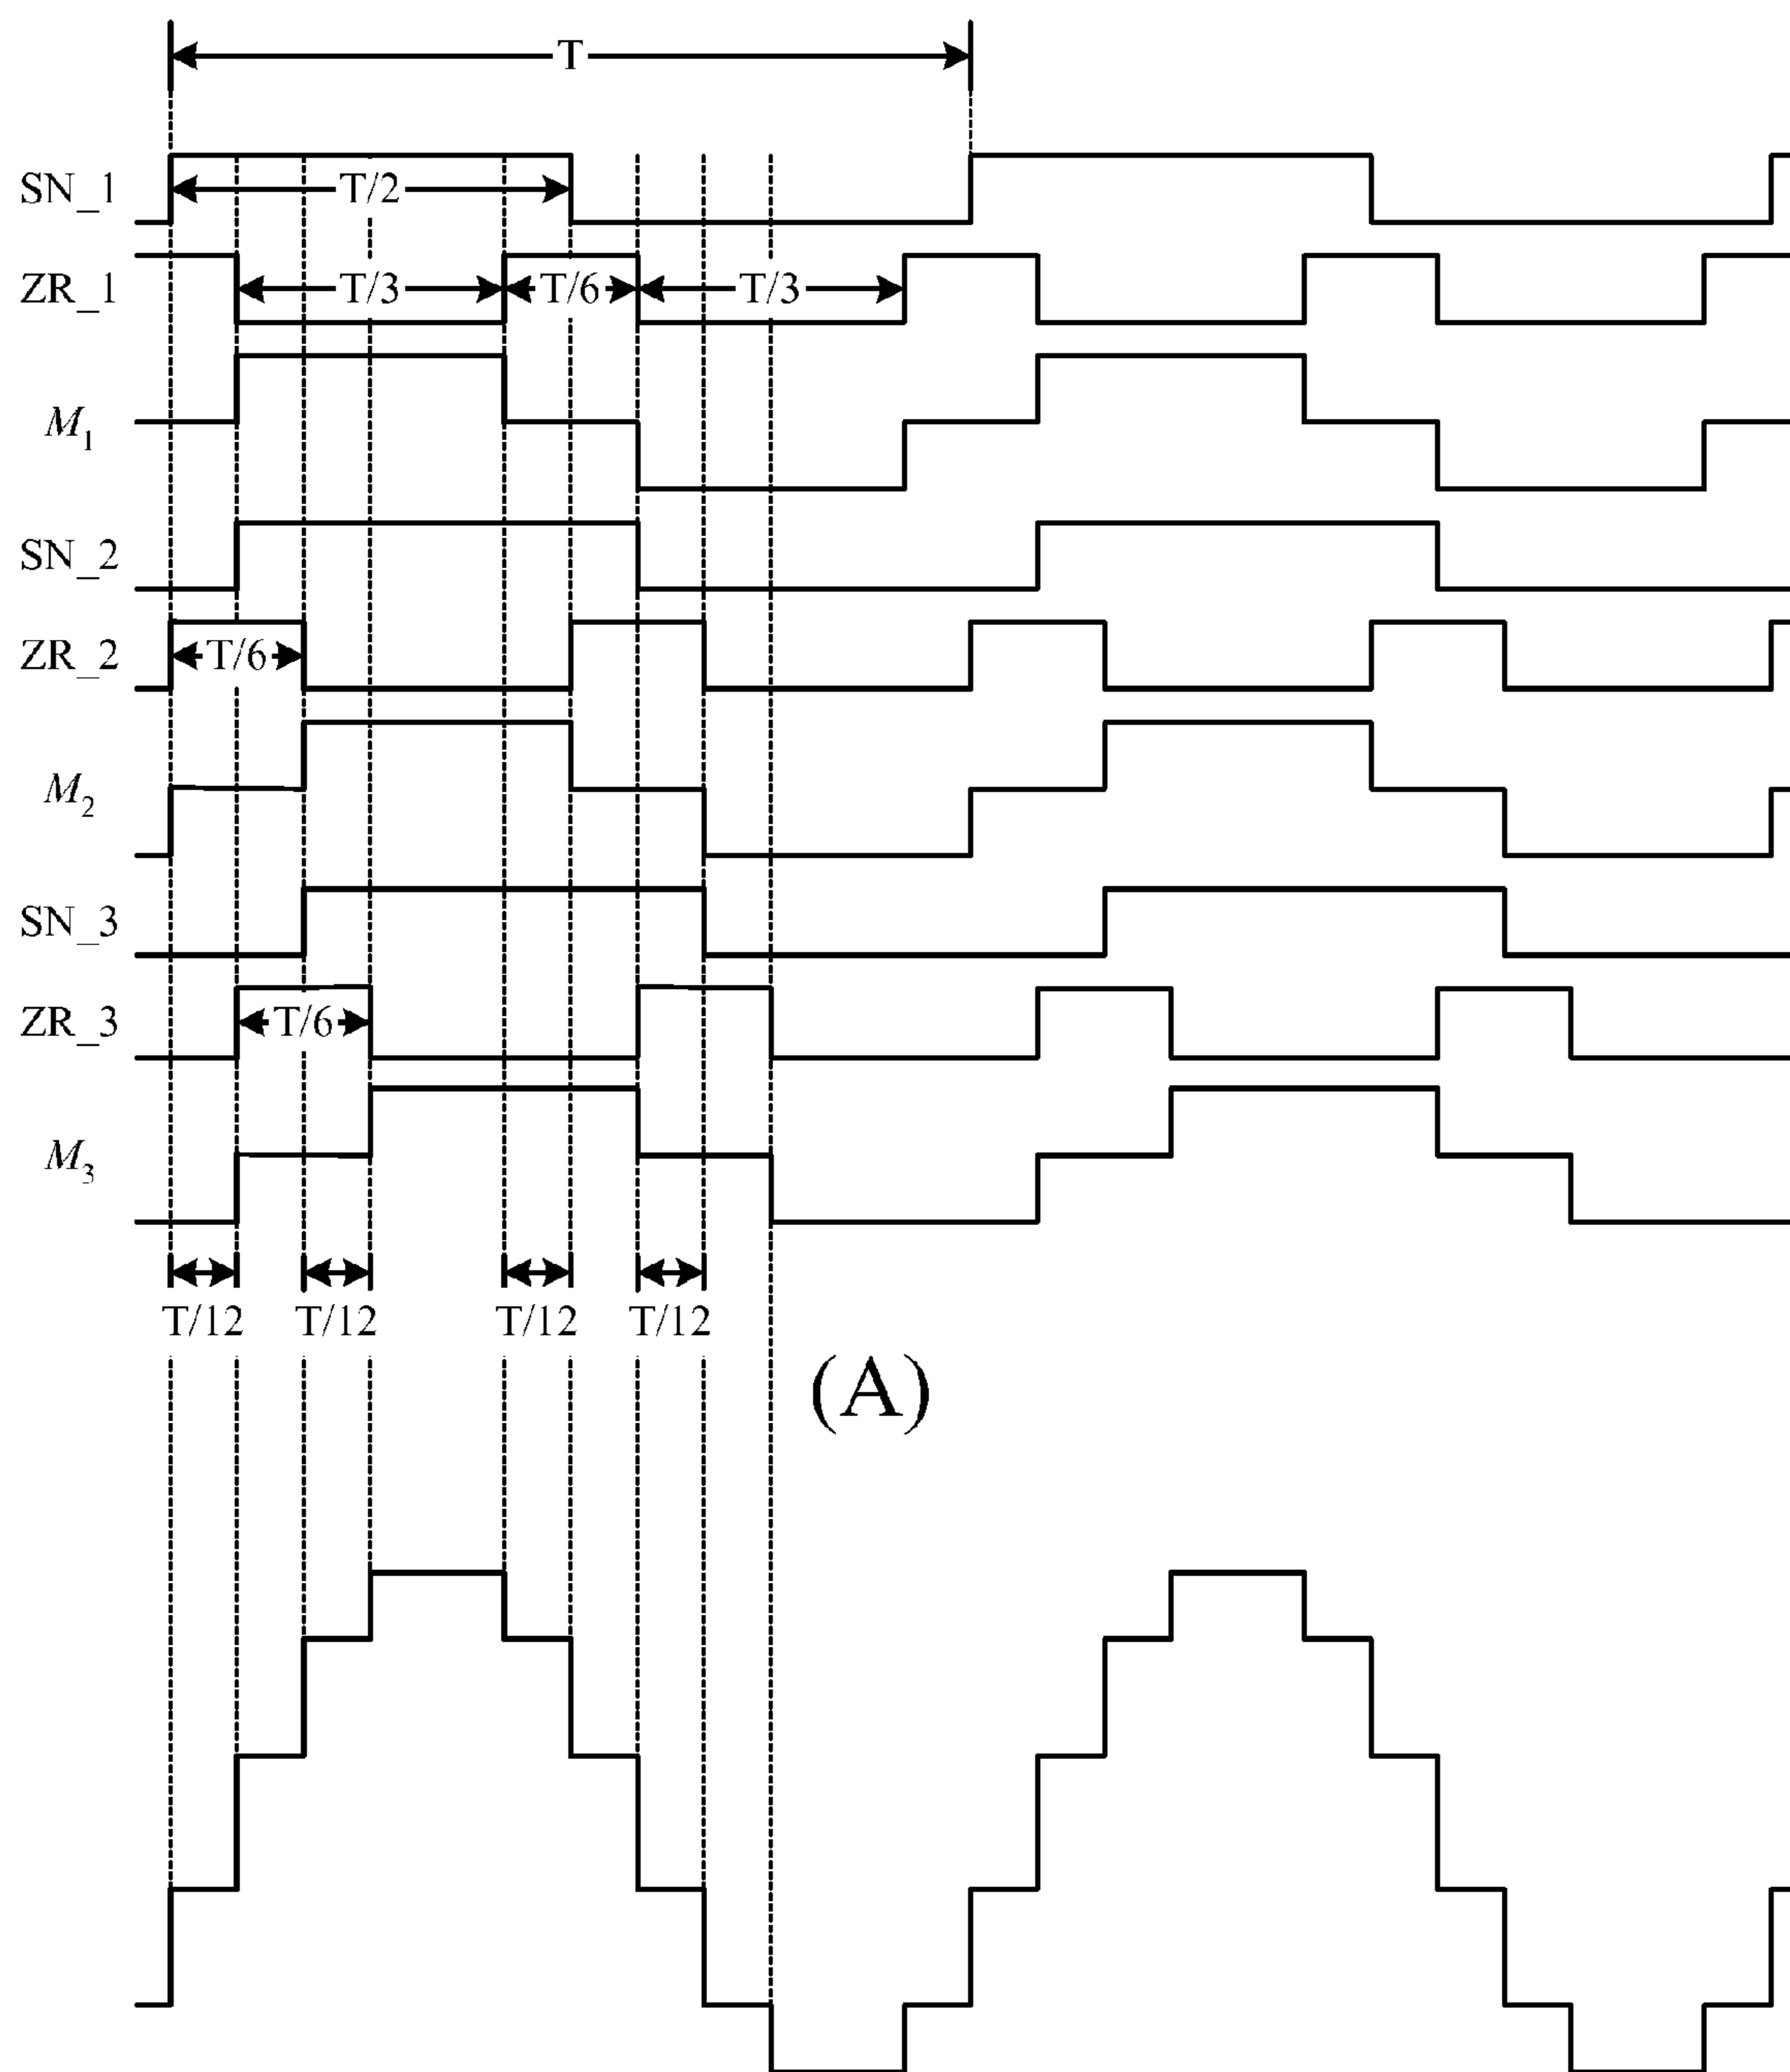 T
SN_1
T/2
ZR_1
T/3
T/6
T/3
M1
SN_2
ZR_2
T/6
M2
SN_3
ZR_3
T/6
M3
T/12
T/12
T/12
T/12
(A)